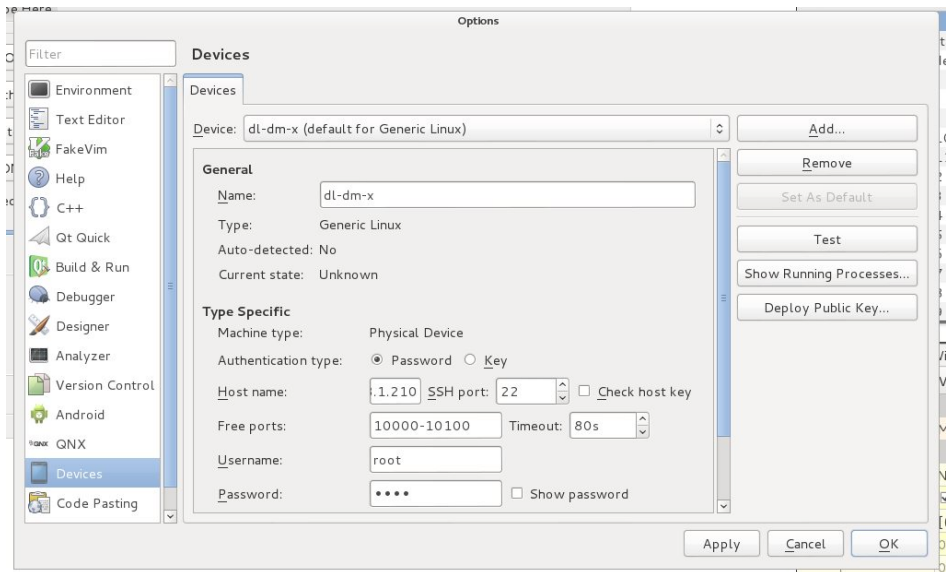 Options
Filter
Environment
Text Editor
FakeVim
Help
C++
Qt Quick
Build & Run
Debugger
Designer
Analyzer
Version Control
Android
QNX
Devices
Code Pasting
Devices
Devices
Device: dl-dm-x (default for Generic Linux)
General
Name: dl-dm-x
Type: Generic Linux
Auto-detected: No
Current state: Unknown
Type Specific
Machine type: Physical Device
Authentication type: Password Key
Host name: .1.210 SSH port: 22 Check host key
Free ports: 10000-10100 Timeout: 80s
Username: root
Password: •••• Show password
Add...
Remove
Set As Default
Test
Show Running Processes...
Deploy Public Key...
Apply Cancel OK